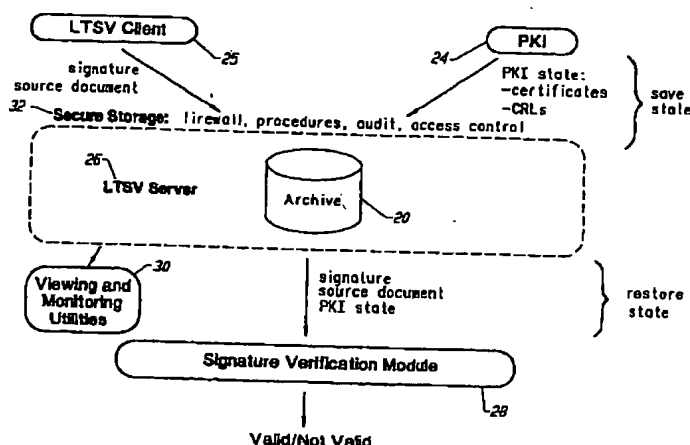 LTSV Client
25
24
PKI
signature
source document
PKI state:
-certificates
-CRLs
save
state
32 Secure Storage: firewall, procedures, audit, access control
26
LTSV Server
Archive
20
30
Viewing and
Monitoring
Utilities
signature
source document
PKI state
restore
state
Signature Verification Module
28
Valid/Not Valid